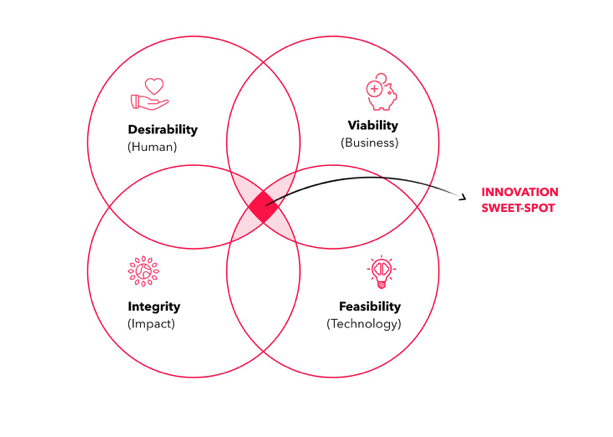 Desirability
(Human)
Viability
(Business)
INNOVATION
SWEET-SPOT
Integrity
(Impact)
Feasibility
(Technology)